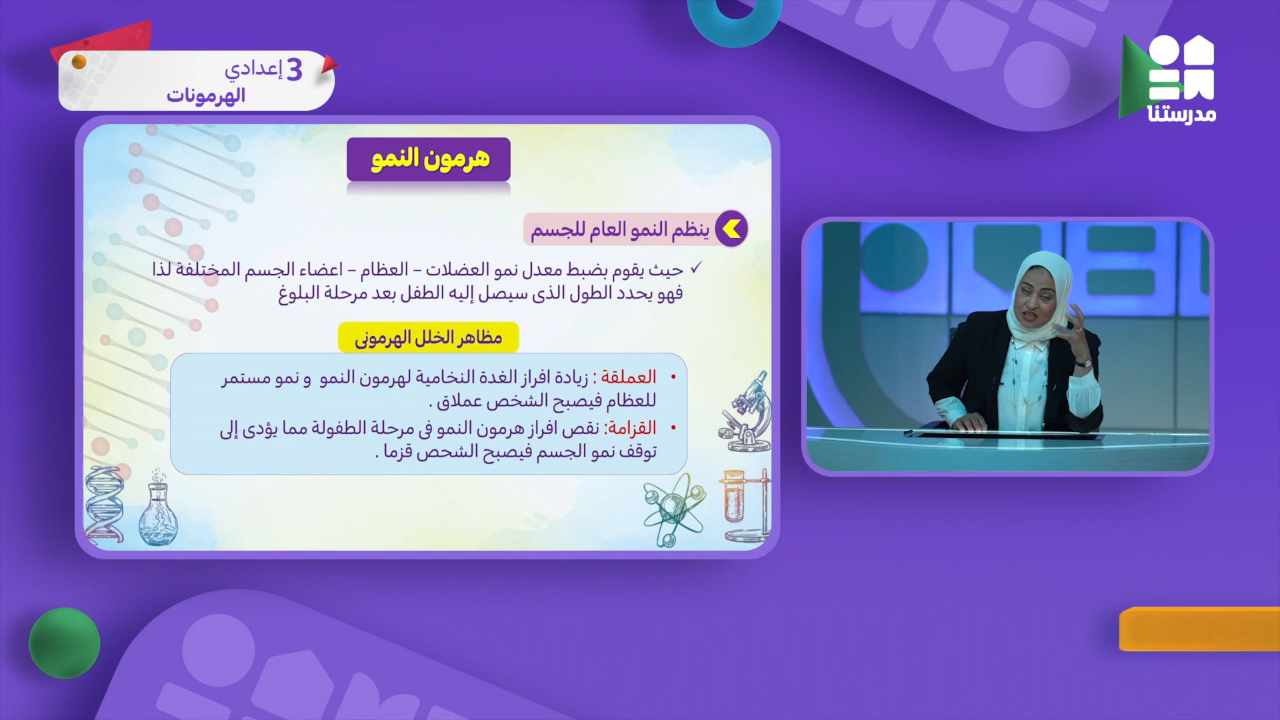 3 إعدادي
الهرمونات
مدرستنا
هرمون النمو
ينظم النمو العام للجسم
✓ حيث يقوم بضبط معدل نمو العضلات – العظام – اعضاء الجسم المختلفة لذا
فهو يحدد الطول الذى سيصل إليه الطفل بعد مرحلة البلوغ
مظاهر الخلل الهرمونى
• العملقة : زيادة افراز الغدة النخامية لهرمون النمو و نمو مستمر
للعظام فيصبح الشخص عملاق .
• القزامة: نقص افراز هرمون النمو فى مرحلة الطفولة مما يؤدى إلى
توقف نمو الجسم فيصبح الشحص قزما .